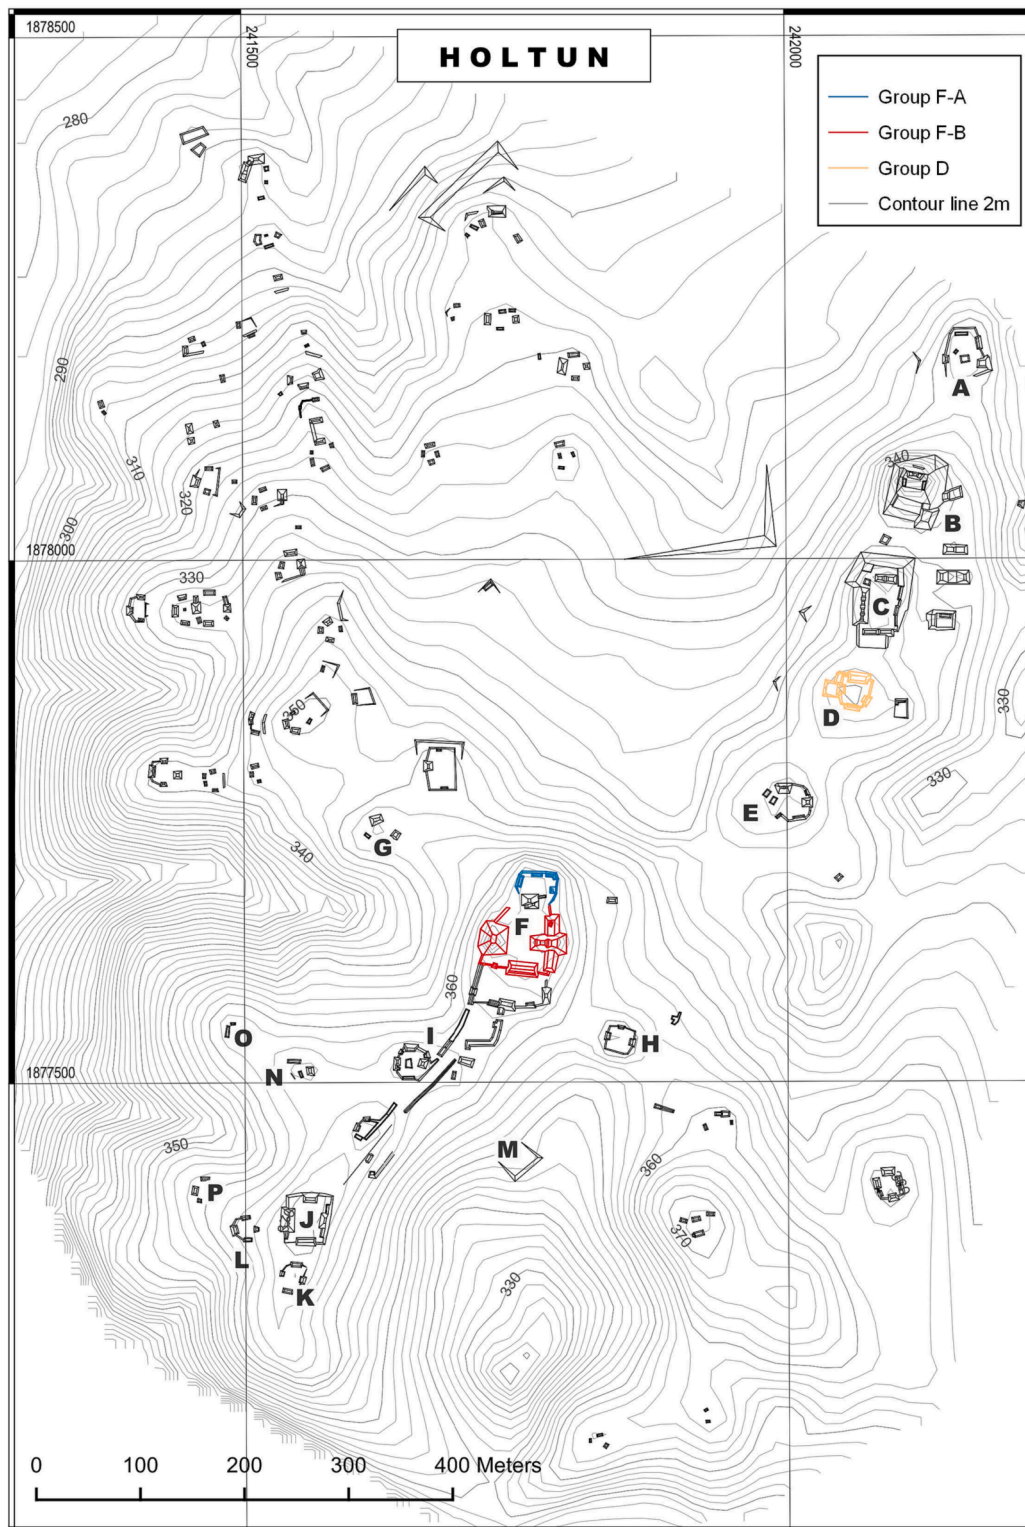 1878500
241500
HOLTUN
242000
Group F-A
Group F-B
Group D
Contour line 2m
280
290
A
340
310
320
B
300
1878000
330
C
350
D
330
330
E
G
340
F
360
I
O
H
N
1877500
350
M
360
P
J
370
L
K
330
0 100 200 300 400 Meters